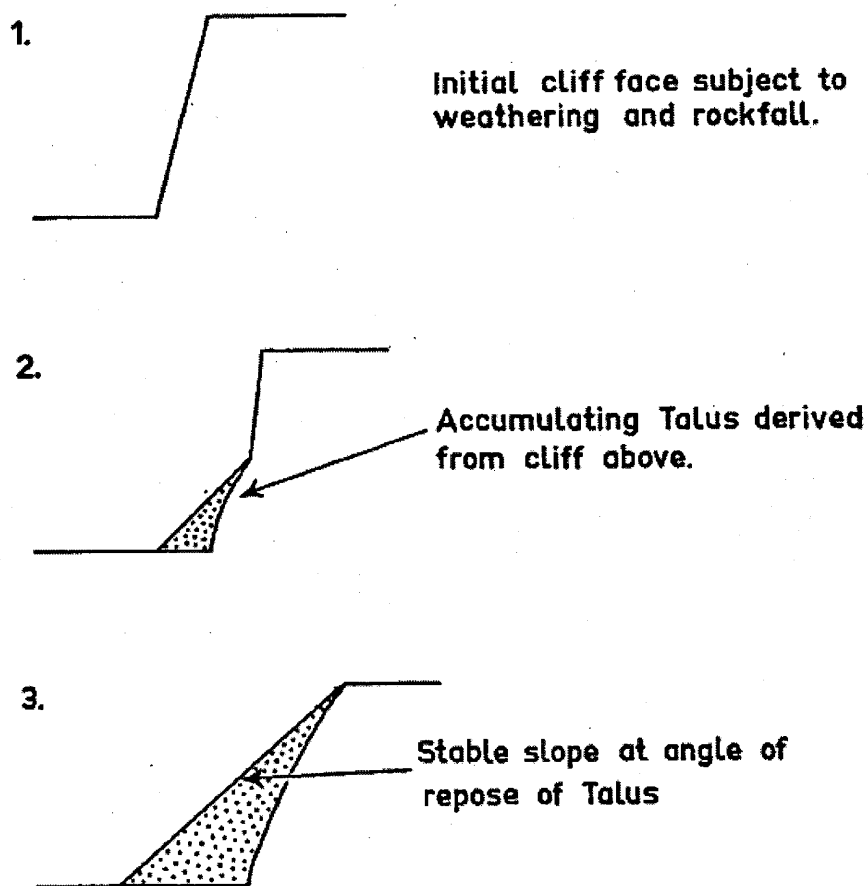 1.
Initial cliff face subject to
weathering and rockfall.
2.
Accumulating Talus derived
from cliff above.
3.
Stable slope at angle of
repose of Talus